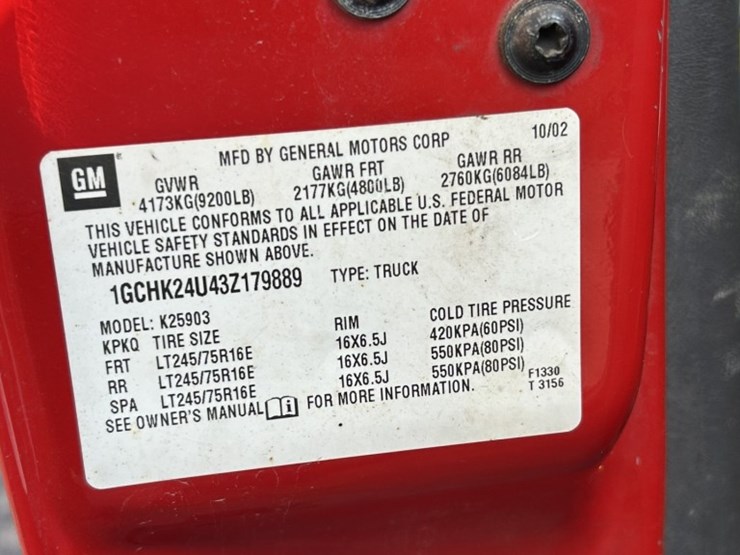 GM
MFD BY GENERAL MOTORS CORP 10/02
GVWR GAWR FRT GAWR RR
4173KG(9200LB) 2177KG(4800LB) 2760KG(6084LB)
THIS VEHICLE CONFORMS TO ALL APPLICABLE U.S. FEDERAL MOTOR
VEHICLE SAFETY STANDARDS IN EFFECT ON THE DATE OF
MANUFACTURE SHOWN ABOVE.
1GCHK24U43Z179889 TYPE: TRUCK
MODEL: K25903
KPKQ TIRE SIZE RIM COLD TIRE PRESSURE
FRT LT245/75R16E 16X6.5J 420KPA(60PSI)
RR LT245/75R16E 16X6.5J 550KPA(80PSI)
SPA LT245/75R16E 16X6.5J 550KPA(80PSI)
SEE OWNER'S MANUAL i FOR MORE INFORMATION.
F1330
T 3156